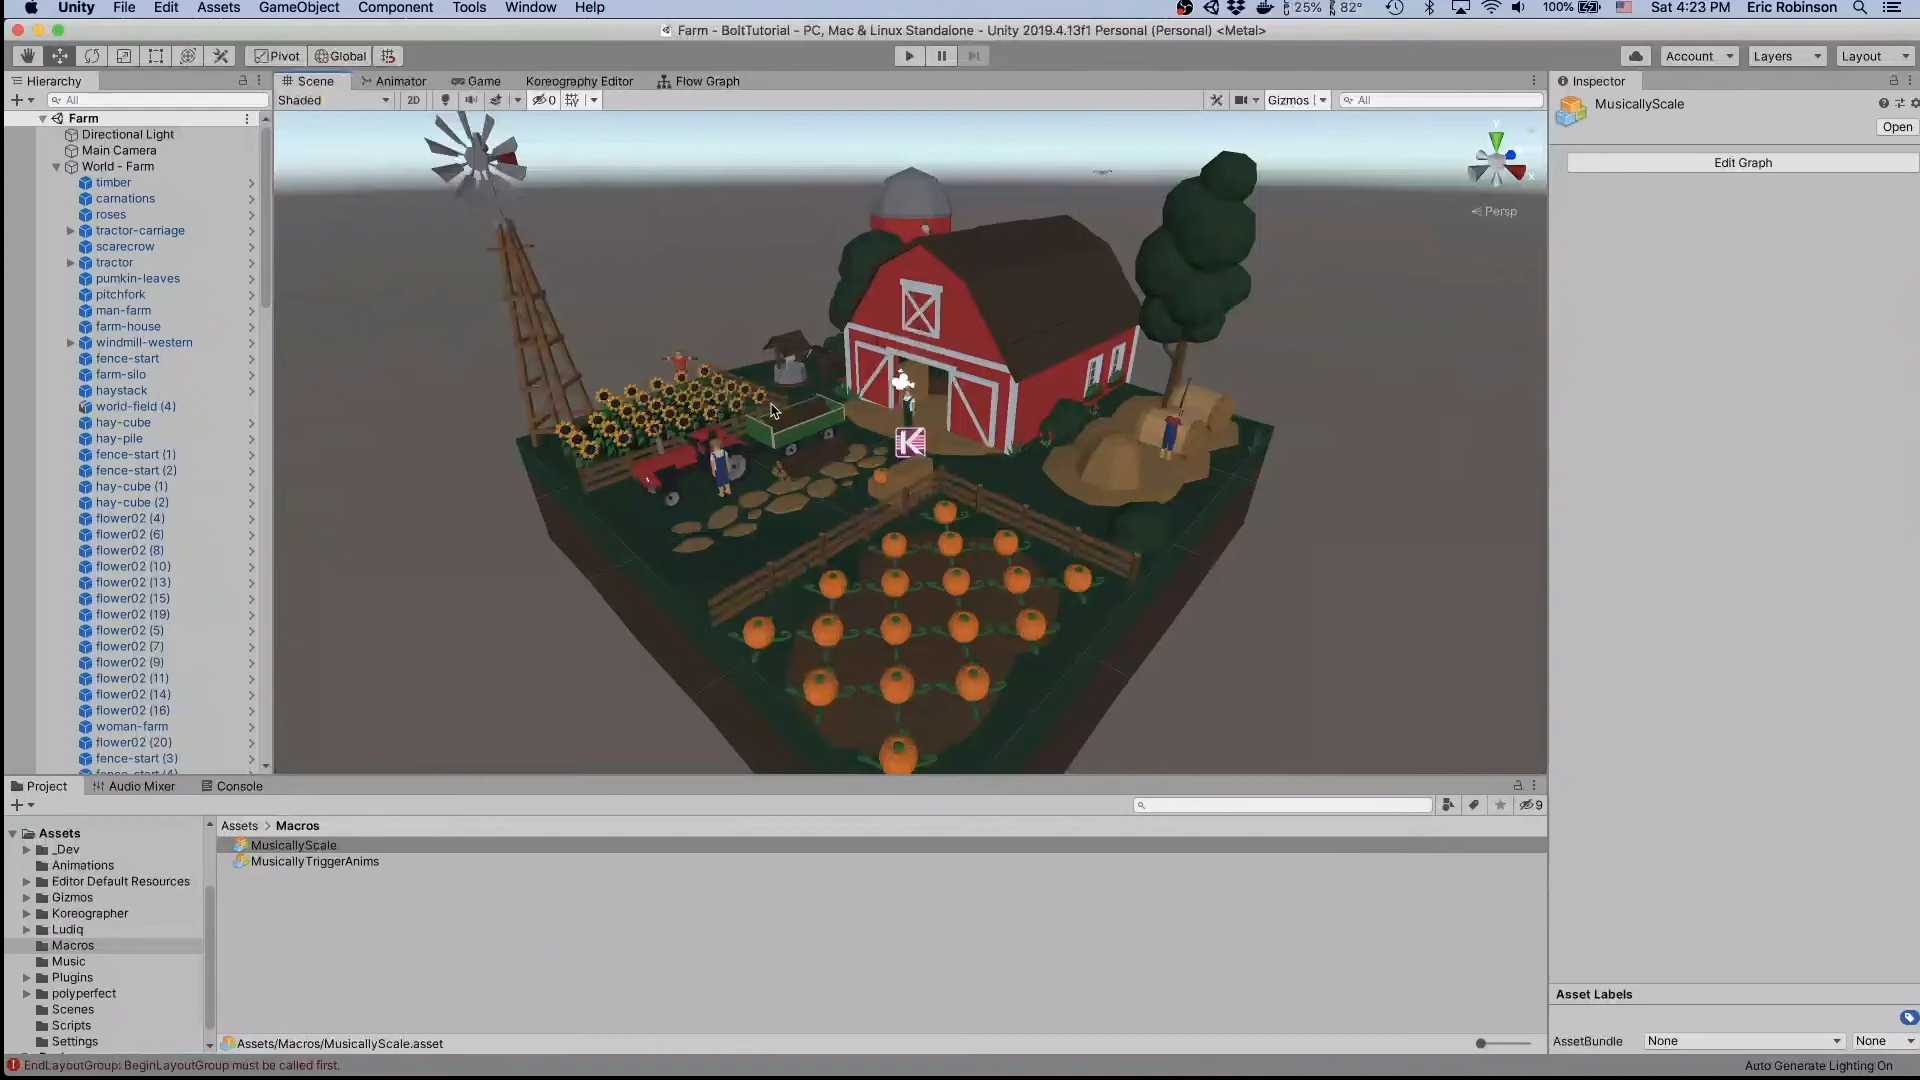 Unity File Edit Assets GameObject Component Tools Window Help 25% 82° 100% Sat 4:23 PM Eric Robinson
Farm - BoltTutorial - PC, Mac & Linux Standalone - Unity 2019.4.13f1 Personal (Personal) <Metal>
Pivot Global Account Layers Layout
Hierarchy Scene Animator Game Koreography Editor Flow Graph Inspector
All Shaded 2D 0 Gizmos All MusicallyScale
Open
Edit Graph
Farm
Directional Light
Main Camera
World - Farm
timber
carnations
roses
tractor-carriage
scarecrow
tractor
pumkin-leaves
pitchfork
man-farm
farm-house
windmill-western
fence-start
farm-silo
haystack
world-field (4)
hay-cube
hay-pile
fence-start (1)
fence-start (2)
hay-cube (1)
hay-cube (2)
flower02 (4)
flower02 (6)
flower02 (8)
flower02 (10)
flower02 (13)
flower02 (15)
flower02 (19)
flower02 (5)
flower02 (7)
flower02 (9)
flower02 (11)
flower02 (14)
flower02 (16)
woman-farm
flower02 (20)
fence-start (3)
fence-start (4)
y
x
Persp
K
Project Audio Mixer Console
9
Assets
_Dev
Animations
Editor Default Resources
Gizmos
Koreographer
Ludiq
Macros
Music
Plugins
polyperfect
Scenes
Scripts
Settings
Assets > Macros
MusicallyScale
MusicallyTriggerAnims
Assets/Macros/MusicallyScale.asset
Asset Labels
AssetBundle None None
EndLayoutGroup: BeginLayoutGroup must be called first.
Auto Generate Lighting On